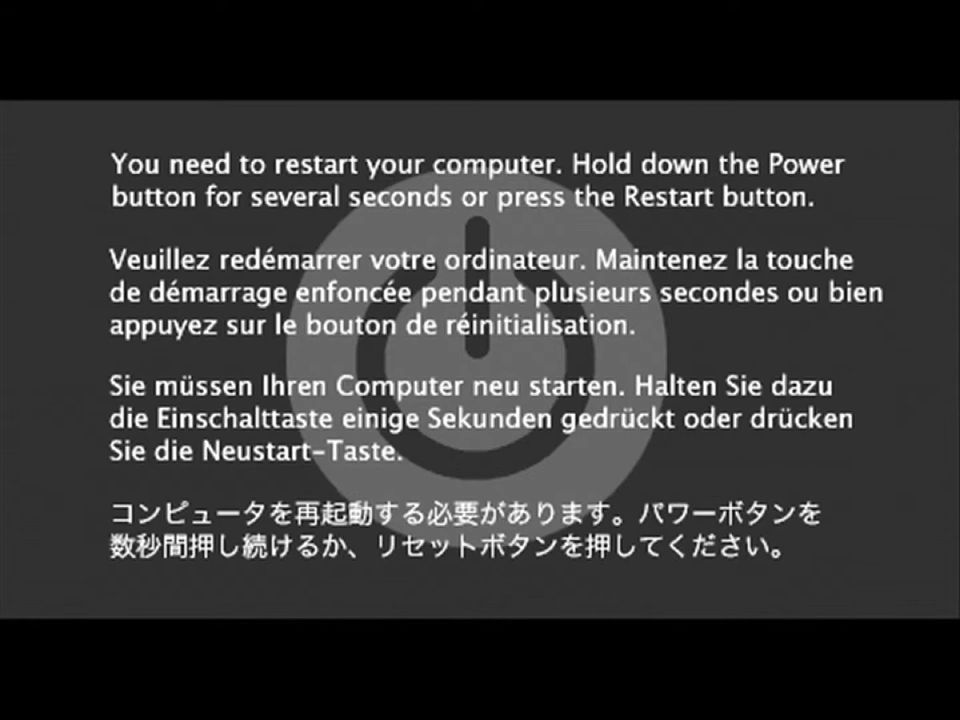 You need to restart your computer. Hold down the Power
button for several seconds or press the Restart button.
Veuillez redémarrer votre ordinateur. Maintenez la touche
de démarrage enfoncée pendant plusieurs secondes ou bien
appuyez sur le bouton de réinitialisation.
Sie müssen Ihren Computer neu starten. Halten Sie dazu
die Einschalttaste einige Sekunden gedrückt oder drücken
Sie die Neustart-Taste.
コンピュータを再起動する必要があります。パワーボタンを
数秒間押し続けるか、リセットボタンを押してください。